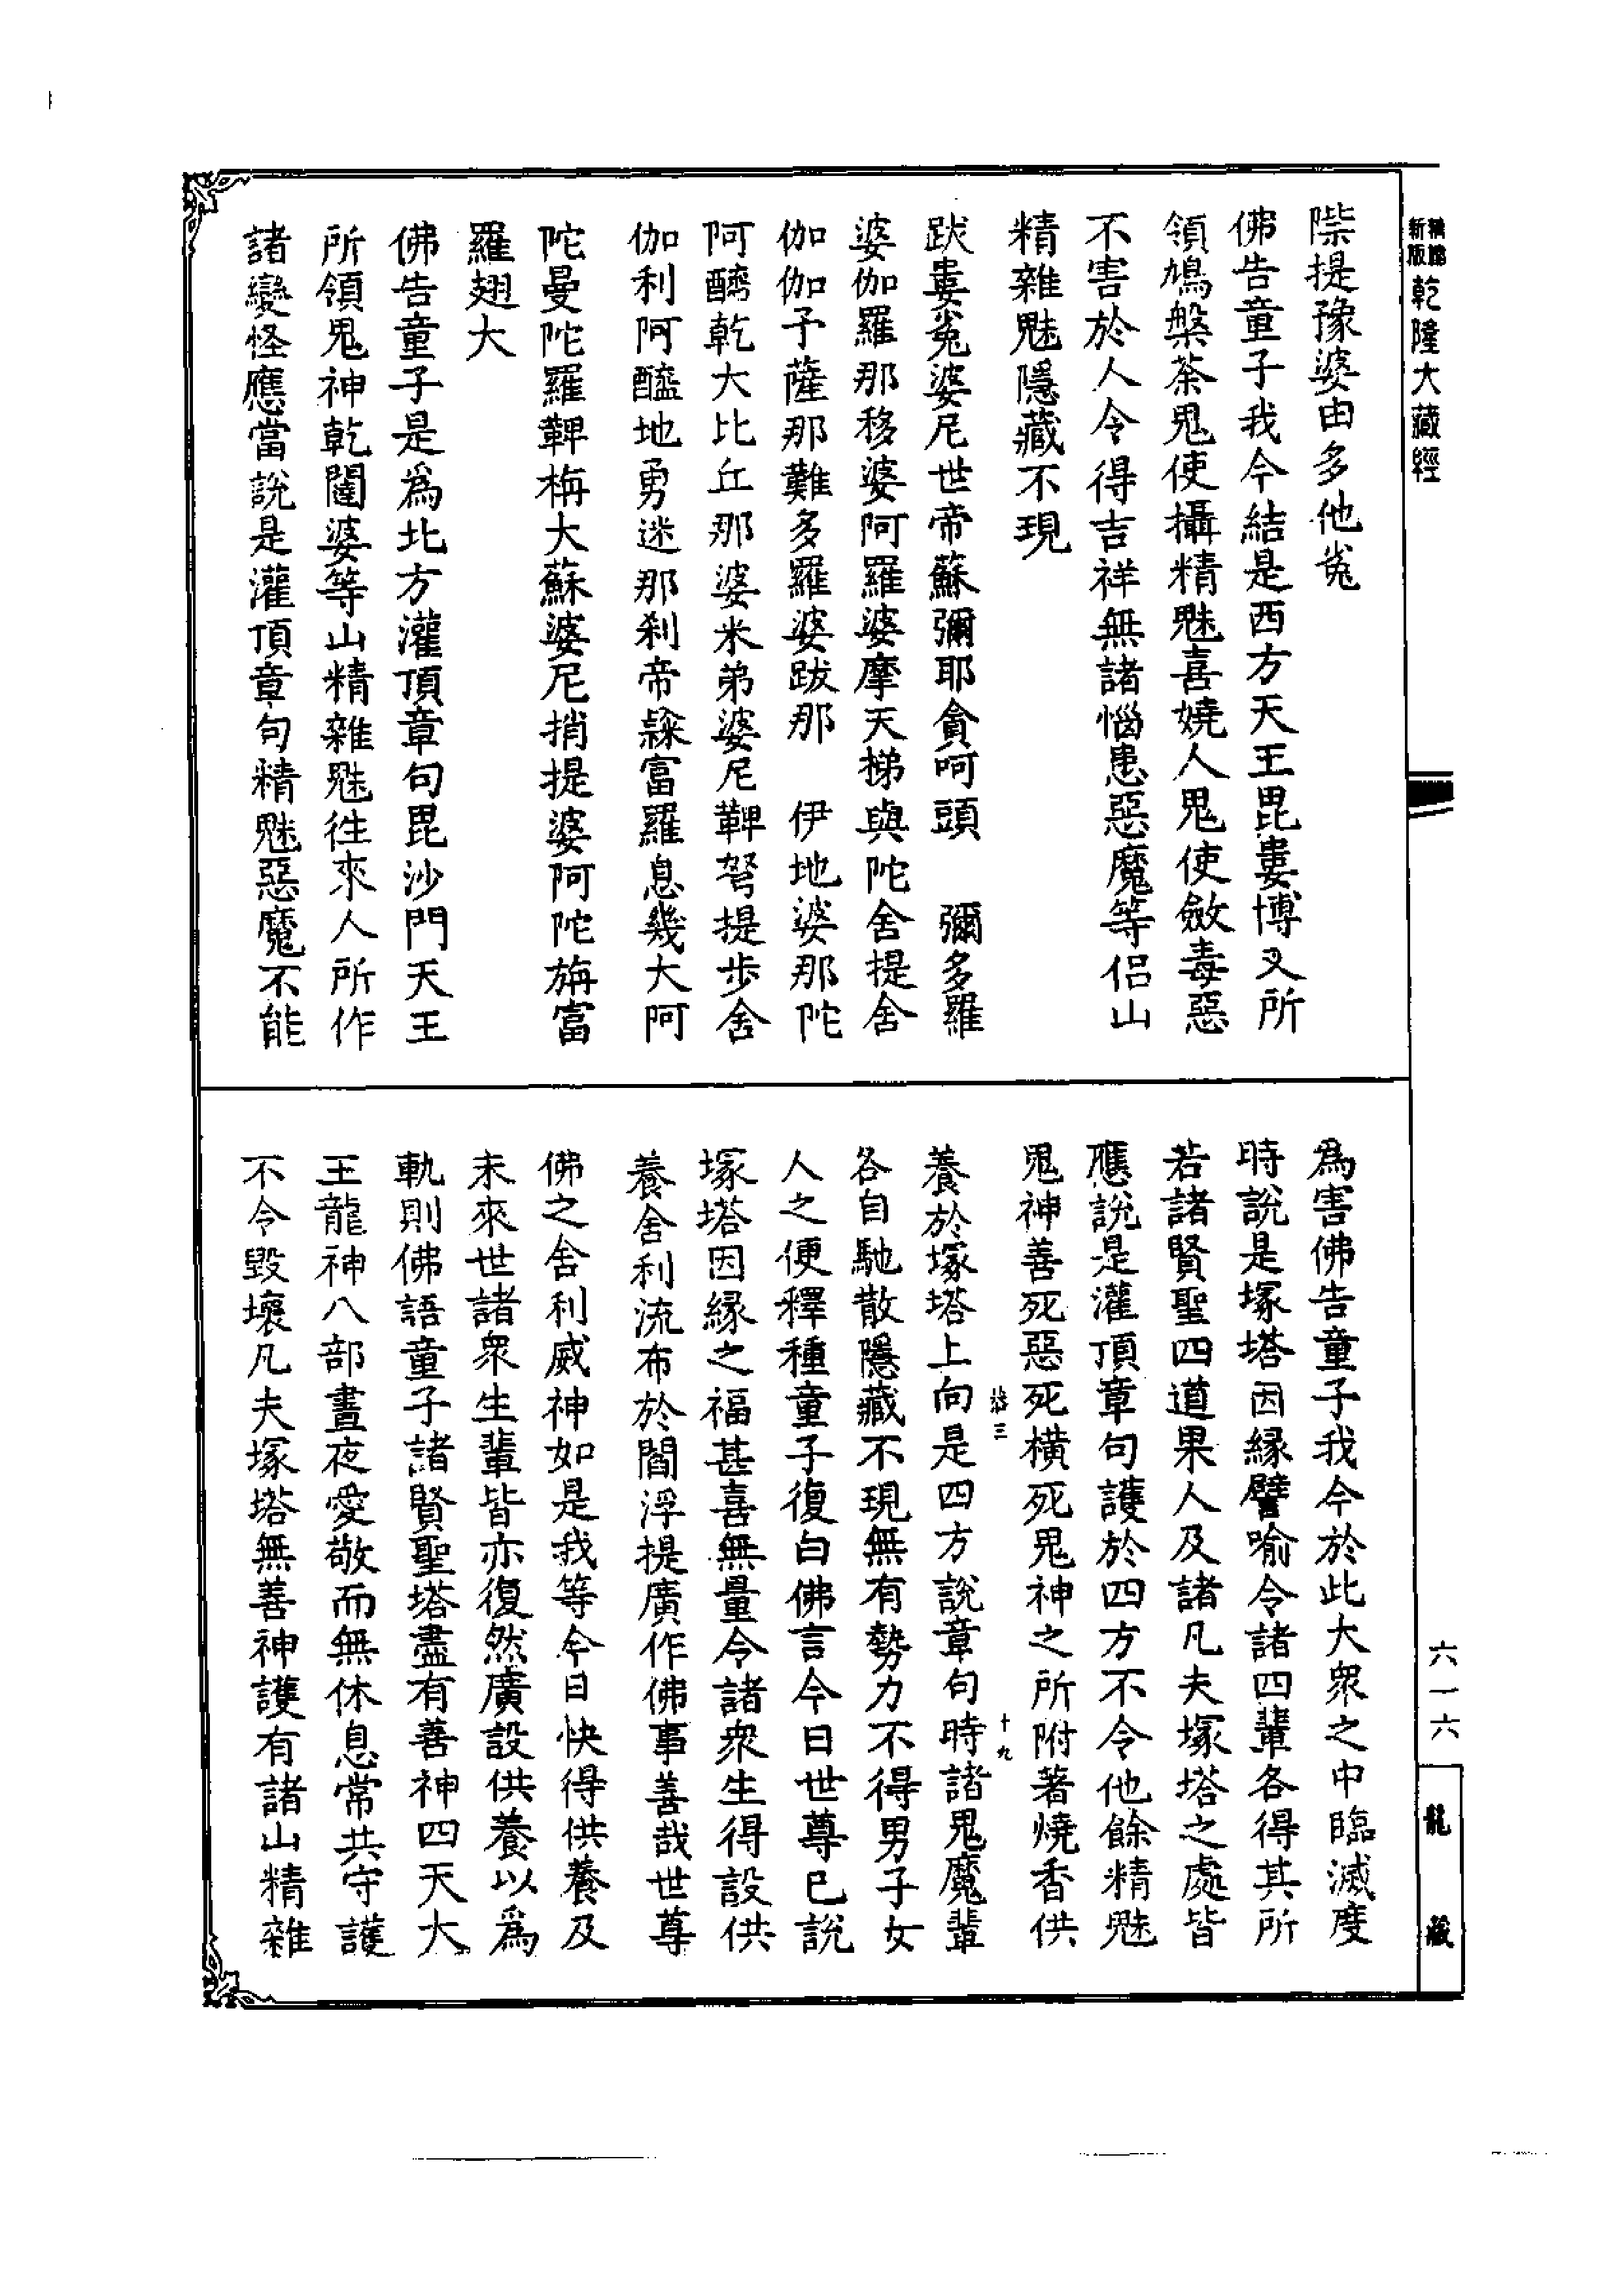 新版
乾隆大藏經
陛提豫婆由多他㝹
佛告童子我今結是西方天王毘婁博叉所
領鳩槃荼鬼使攝精魅喜嬈人鬼使斂毒惡
不害於人令得吉祥無諸惱患惡魔等侶山
精雜魅隱藏不現
跋婁㝹婆尼世帝蘇彌耶貪呵頭　彌多羅
婆伽羅那移婆阿羅婆摩天梯與陀舍提舍
伽伽予薩那難多羅婆跋那　伊地婆那陀
阿醯乾大比丘那婆米弟婆尼鞞弩提步舍
伽利阿醯地勇迷那刹帝隸富羅息幾大阿
陀曼陀羅鞞栴大蘇婆尼捎提婆阿陀旃富
羅翅大
佛告童子是爲北方灌頂章句毘沙門天王
所領鬼神乾闥婆等山精雜魅往來人所作
諸變怪應當說是灌頂章句精魅惡魔不能
爲害佛告童子我今於此大衆之中臨滅度
時說是塚塔因緣譬喻令諸四輩各得其所
若諸賢聖四道果人及諸凡夫塚塔之處皆
應說是灌頂章句護於四方不令他餘精魅
鬼神善死惡死橫死鬼神之所附著燒香供
養於塚塔上向是四方說章句時諸鬼魔輩
各自馳散隱藏不現無有勢力不得男子女
人之便釋種童子復白佛言今日世尊已說
塚塔因緣之福甚喜無量令諸衆生得設供
養舍利流布於閻浮提廣作佛事善哉世尊
佛之舍利威神如是我等今日快得供養及
未來世諸衆生輩皆亦復然廣設供養以爲
軌則佛語童子諸賢聖塔盡有善神四天大
王龍神八部晝夜愛敬而無休息常共守護
不令毀壞凡夫塚塔無善神護有諸山精雜
三
十九
六一六
龍藏